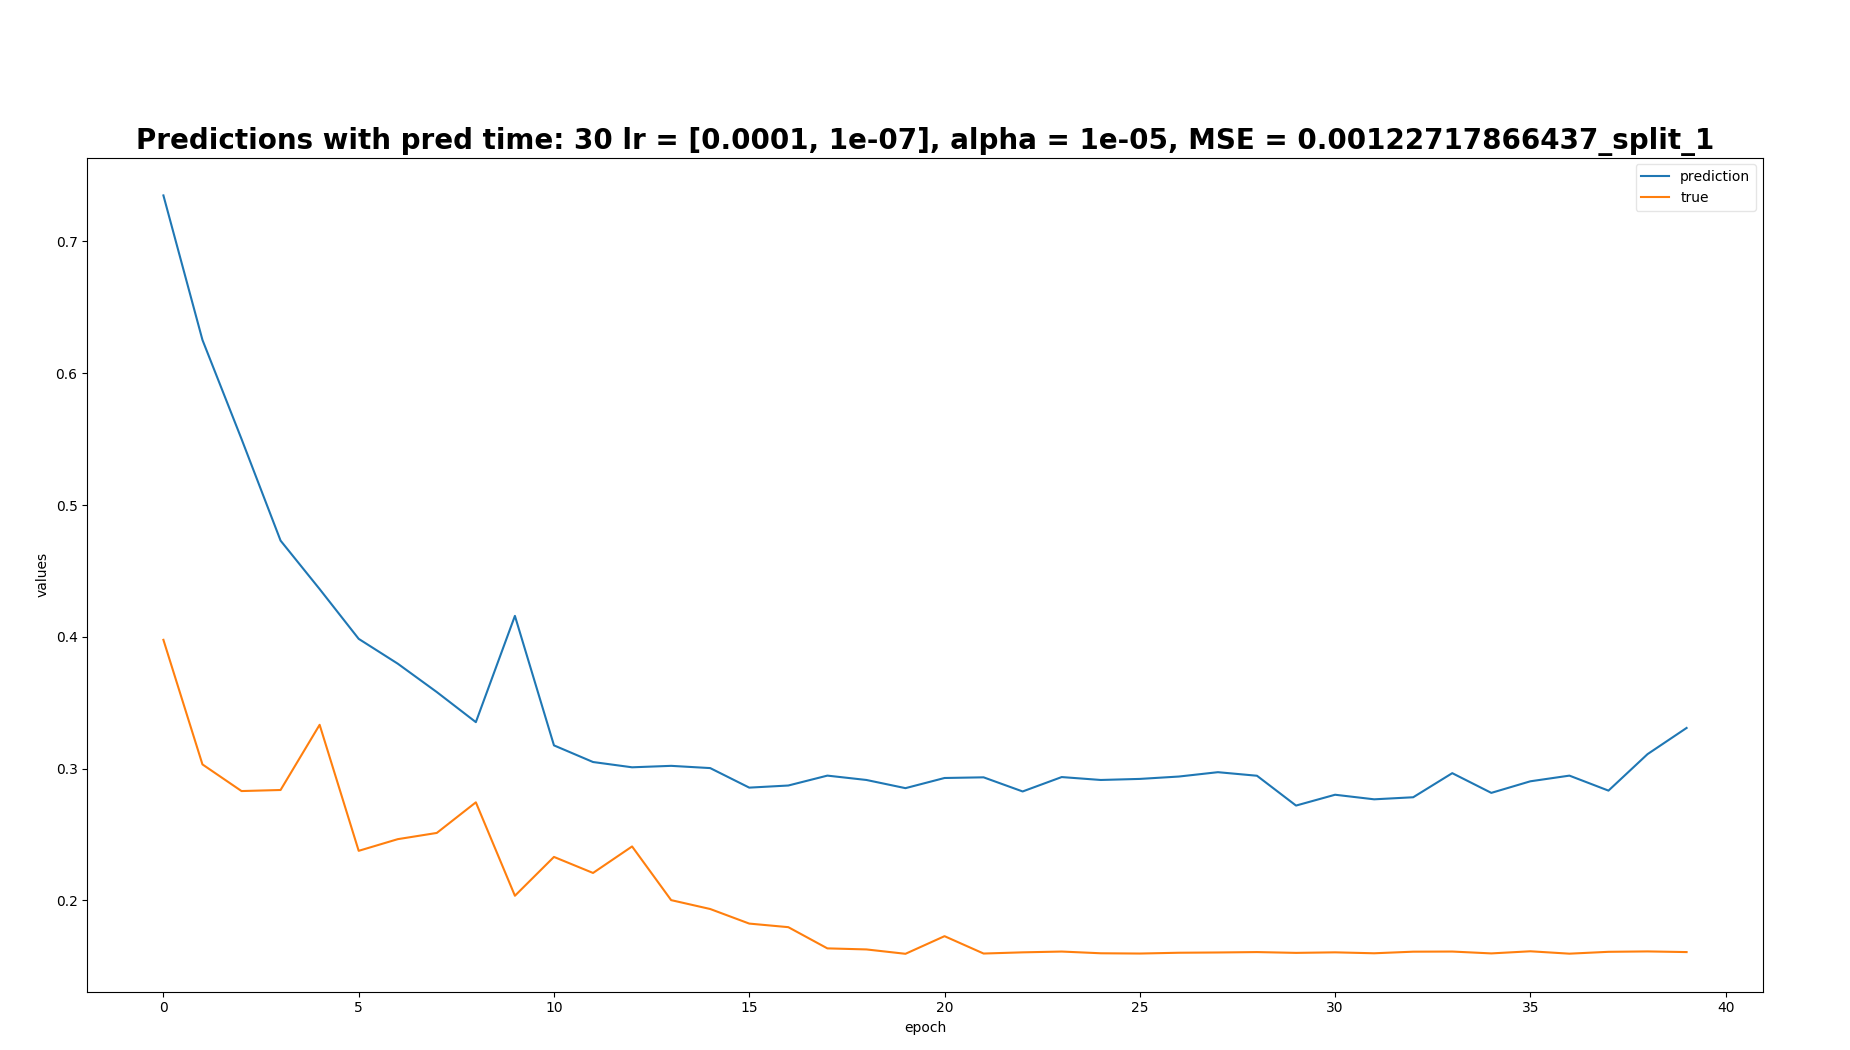 Predictions with pred time: 30 lr = [0.0001, 1e-07], alpha = 1e-05, MSE = 0.00122717866437_split_1
prediction
true
0.7
0.6
0.5
0.4
0.3
0.2
values
0 5 10 15 20 25 30 35 40
epoch